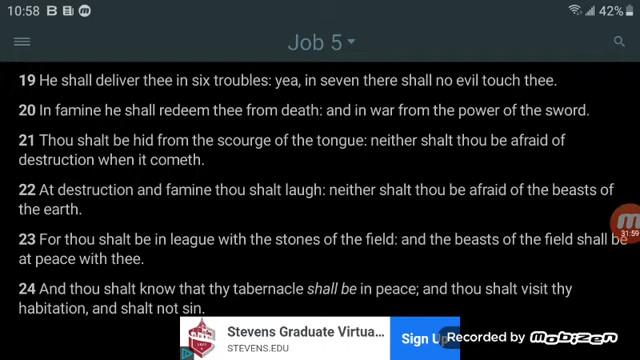 10:58 B 42%
Job 5
19 He shall deliver thee in six troubles: yea, in seven there shall no evil touch thee.
20 In famine he shall redeem thee from death: and in war from the power of the sword.
21 Thou shalt be hid from the scourge of the tongue: neither shalt thou be afraid of
destruction when it cometh.
22 At destruction and famine thou shalt laugh: neither shalt thou be afraid of the beasts of
the earth.
23 For thou shalt be in league with the stones of the field: and the beasts of the field shall be
at peace with thee.
31:59
24 And thou shalt know that thy tabernacle shall be in peace; and thou shalt visit thy
habitation, and shalt not sin.
Stevens Graduate Virtua...
STEVENS.EDU
Sign Up
Recorded by Mobizen